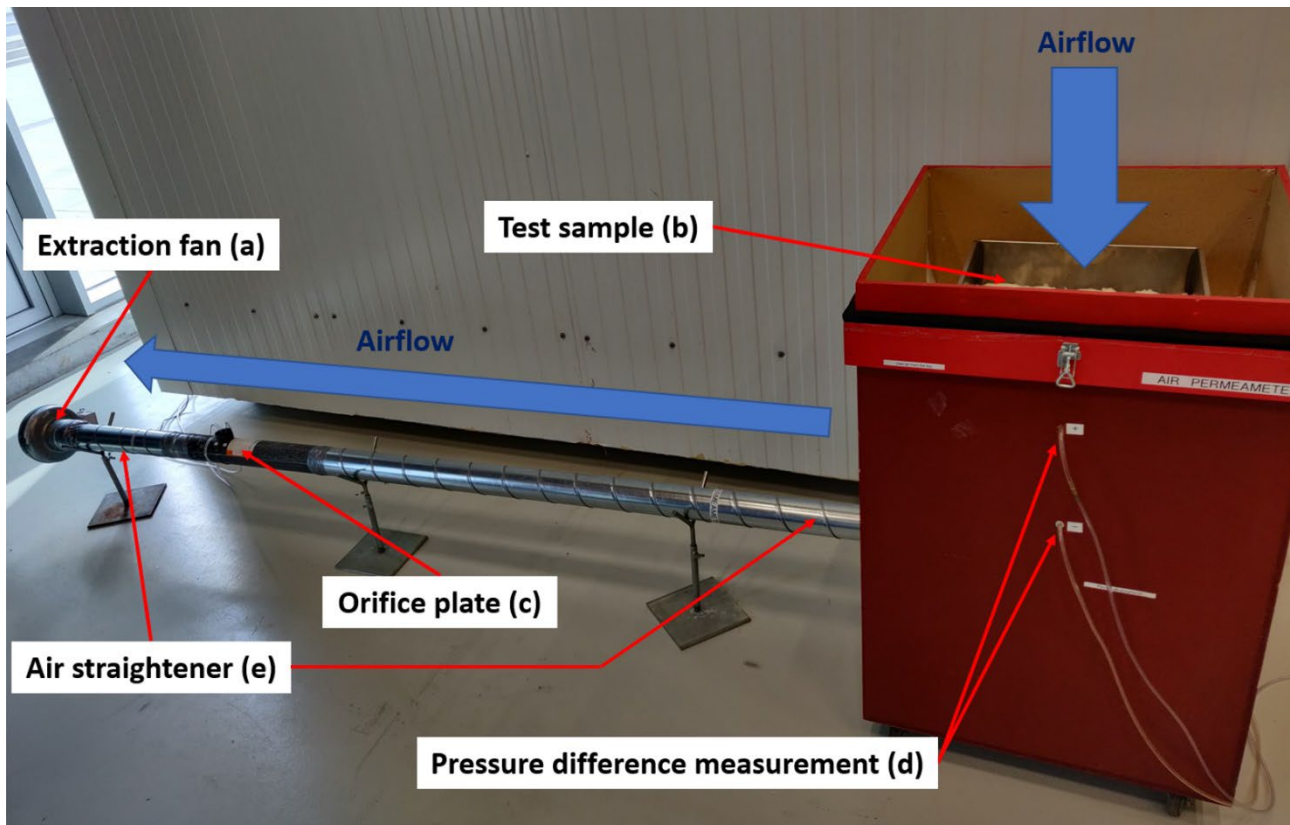 Airflow
Test sample (b)
Extraction fan (a)
Airflow
AIR PERMEAMETE
+
Orifice plate (c)
Air straightener (e)
Pressure difference measurement (d)